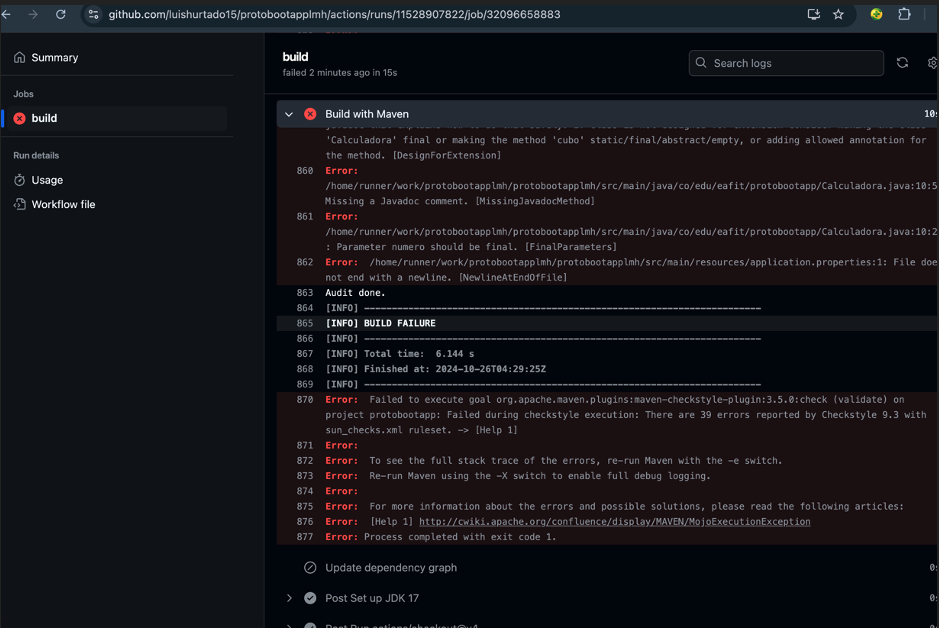 github.com/luishurtado15/protobootapplmh/actions/runs/11528907822/job/32096658883
Summary
Jobs
build
Run details
Usage
Workflow file
build
failed 2 minutes ago in 15s
Search logs
Build with Maven
10s
'Calculadora' final or making the method 'cubo' static/final/abstract/empty, or adding allowed annotation for
the method. [DesignForExtension]
860 Error:
/home/runner/work/protobootapplmh/protobootapplmh/src/main/java/co/edu/eafit/protobootapp/Calculadora.java:10:5
Missing a Javadoc comment. [MissingJavadocMethod]
861 Error:
/home/runner/work/protobootapplmh/protobootapplmh/src/main/java/co/edu/eafit/protobootapp/Calculadora.java:10:2
: Parameter numero should be final. [FinalParameters]
862 Error: /home/runner/work/protobootapplmh/protobootapplmh/src/main/resources/application.properties:1: File doe
not end with a newline. [NewlineAtEndOfFile]
863 Audit done.
864 [INFO] ------------------------------------------------------------------------
865 [INFO] BUILD FAILURE
866 [INFO] ------------------------------------------------------------------------
867 [INFO] Total time: 6.144 s
868 [INFO] Finished at: 2024-10-26T04:29:25Z
869 [INFO] ------------------------------------------------------------------------
870 Error: Failed to execute goal org.apache.maven.plugins:maven-checkstyle-plugin:3.5.0:check (validate) on
project protobootapp: Failed during checkstyle execution: There are 39 errors reported by Checkstyle 9.3 with
sun_checks.xml ruleset. -> [Help 1]
871 Error:
872 Error: To see the full stack trace of the errors, re-run Maven with the -e switch.
873 Error: Re-run Maven using the -X switch to enable full debug logging.
874 Error:
875 Error: For more information about the errors and possible solutions, please read the following articles:
876 Error: [Help 1] http://cwiki.apache.org/confluence/display/MAVEN/MojoExecutionException
877 Error: Process completed with exit code 1.
Update dependency graph
0s
Post Set up JDK 17
0s
Post Run actions/checkout@v4